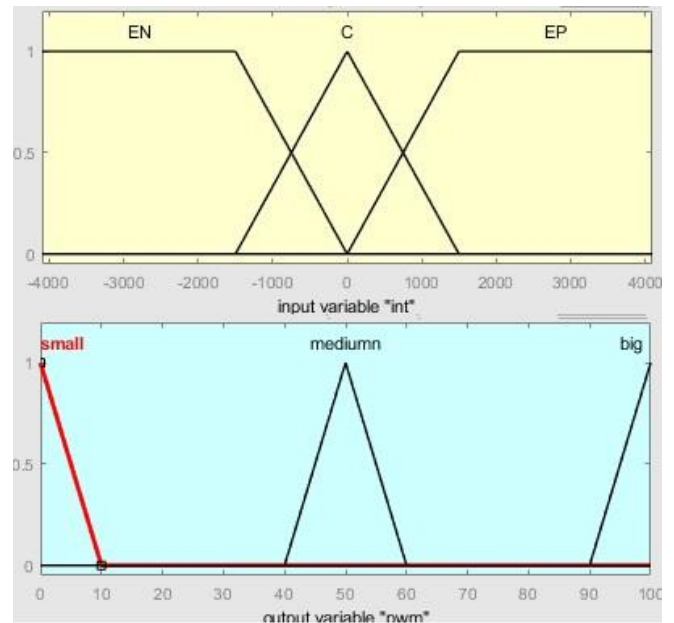 EN C EP
1
0.5
0
-4000 -3000 -2000 -1000 0 1000 2000 3000 4000
input variable "int"
small mediumn big
1
0.5
0
0 10 20 30 40 50 60 70 80 90 100
output variable "pwm"